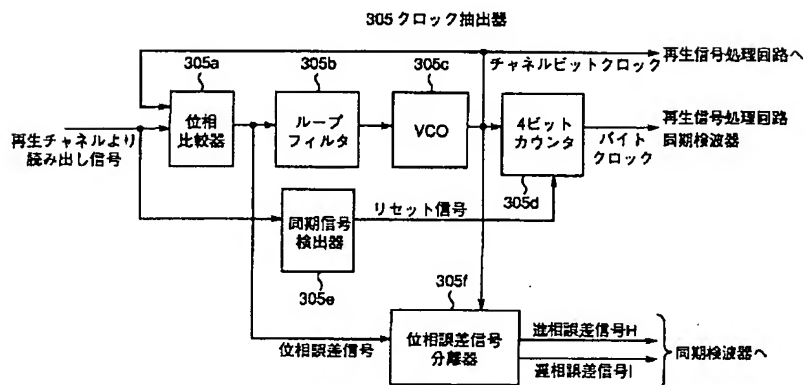 305 クロック抽出器
再生信号処理回路へ
チャネルビットクロック
305a
305b
305c
位相
比較器
ループ
フィルタ
VCO
4ビット
カウンタ
再生信号処理回路
同期検波器
バイト
クロック
再生チャネルより
読み出し信号
305d
リセット信号
同期信号
検出器
305e
305f
位相誤差信号
位相誤差信号
分離器
進相誤差信号H
遅相誤差信号I
同期検波器へ